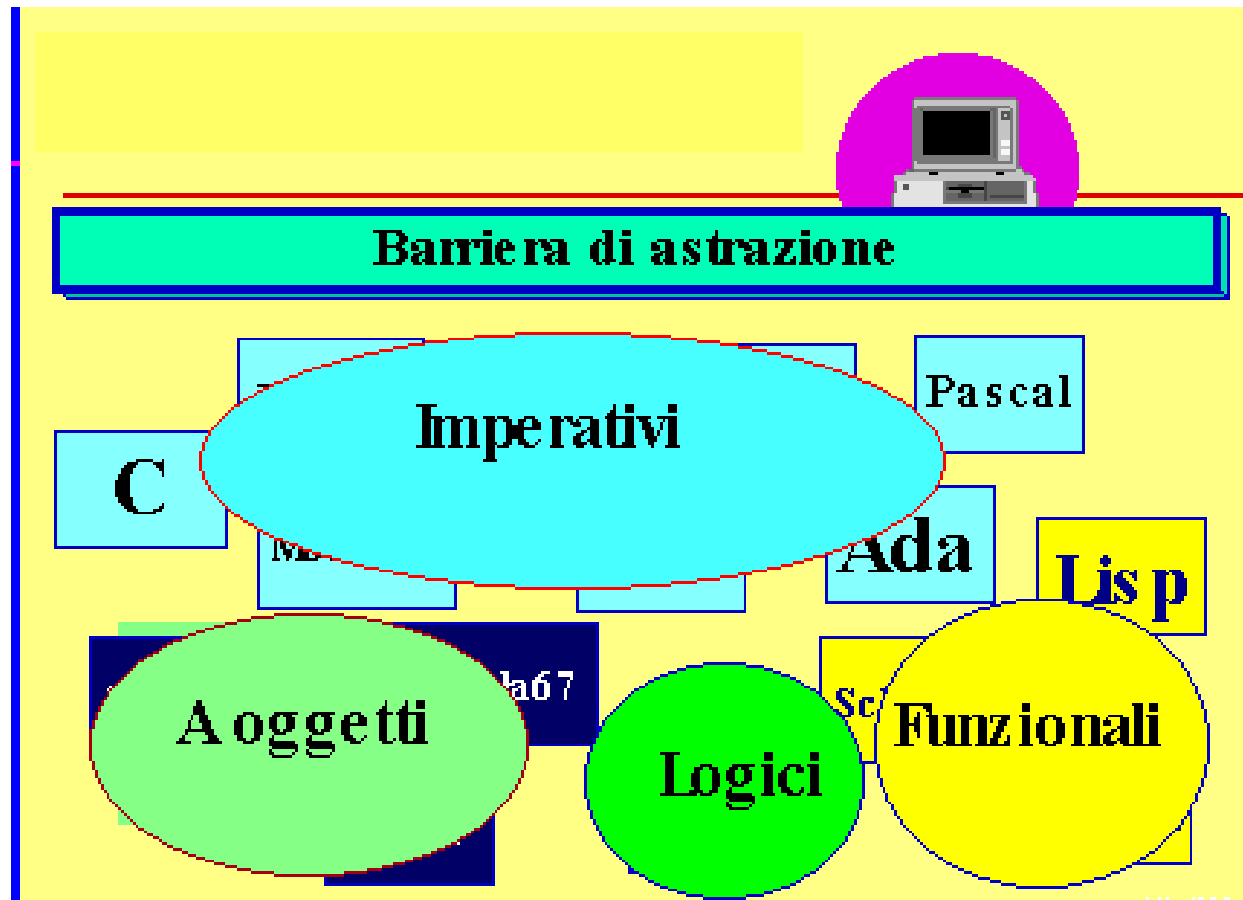 Barriera di astrazione
Imperativi
Pascal
C
Ada
Lisp
A oggetti
Logici
Funzionali